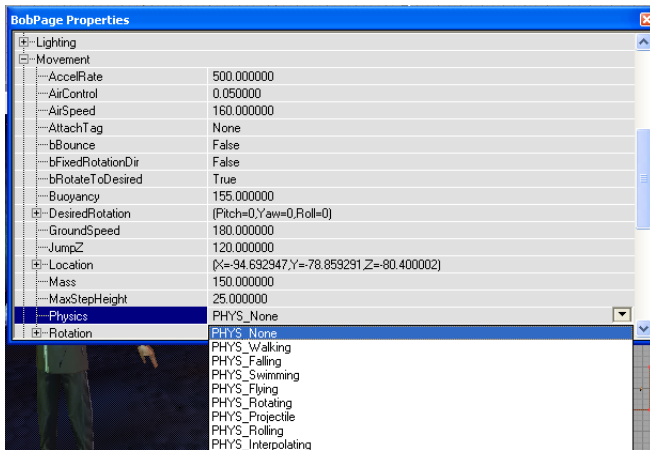 BobPage Properties
Lighting
Movement
AccelRate 500.000000
AirControl 0.050000
AirSpeed 160.000000
AttachTag None
bBounce False
bFixedRotationDir False
bRotateToDesired True
Buoyancy 155.000000
DesiredRotation (Pitch=0,Yaw=0,Roll=0)
GroundSpeed 180.000000
JumpZ 120.000000
Location (X=-94.692947,Y=-78.859291,Z=-80.400002)
Mass 150.000000
MaxStepHeight 25.000000
Physics PHYS_None
Rotation PHYS_None
PHYS_Walking
PHYS_Falling
PHYS_Swimming
PHYS_Flying
PHYS_Rotating
PHYS_Projectile
PHYS_Rolling
PHYS_Interpolating